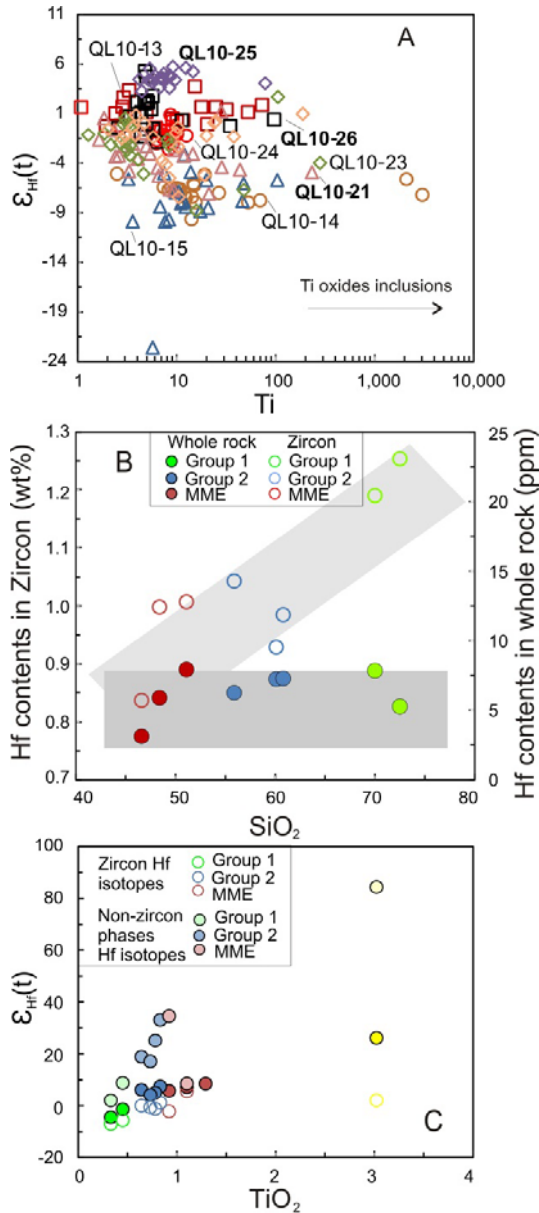 A
11
6
1
-4
-9
-14
-19
-24
εHf(t)
QL10-13
QL10-25
QL10-26
QL10-24
QL10-23
QL10-21
QL10-14
QL10-15
Ti oxides inclusions
1 10 100 1,000 10,000
Ti
B
Whole rock Zircon
Group 1 Group 1
Group 2 Group 2
MME MME
1.3
1.2
1.1
1.0
0.9
0.8
0.7
Hf contents in Zircon (wt%)
25
20
15
10
5
0
Hf contents in whole rock (ppm)
40 50 60 70 80
SiO2
100
80
60
40
20
0
-20
εHf(t)
Zircon Hf isotopes
Group 1
Group 2
MME
Non-zircon phases Hf isotopes
Group 1
Group 2
MME
C
0 1 2 3 4
TiO2